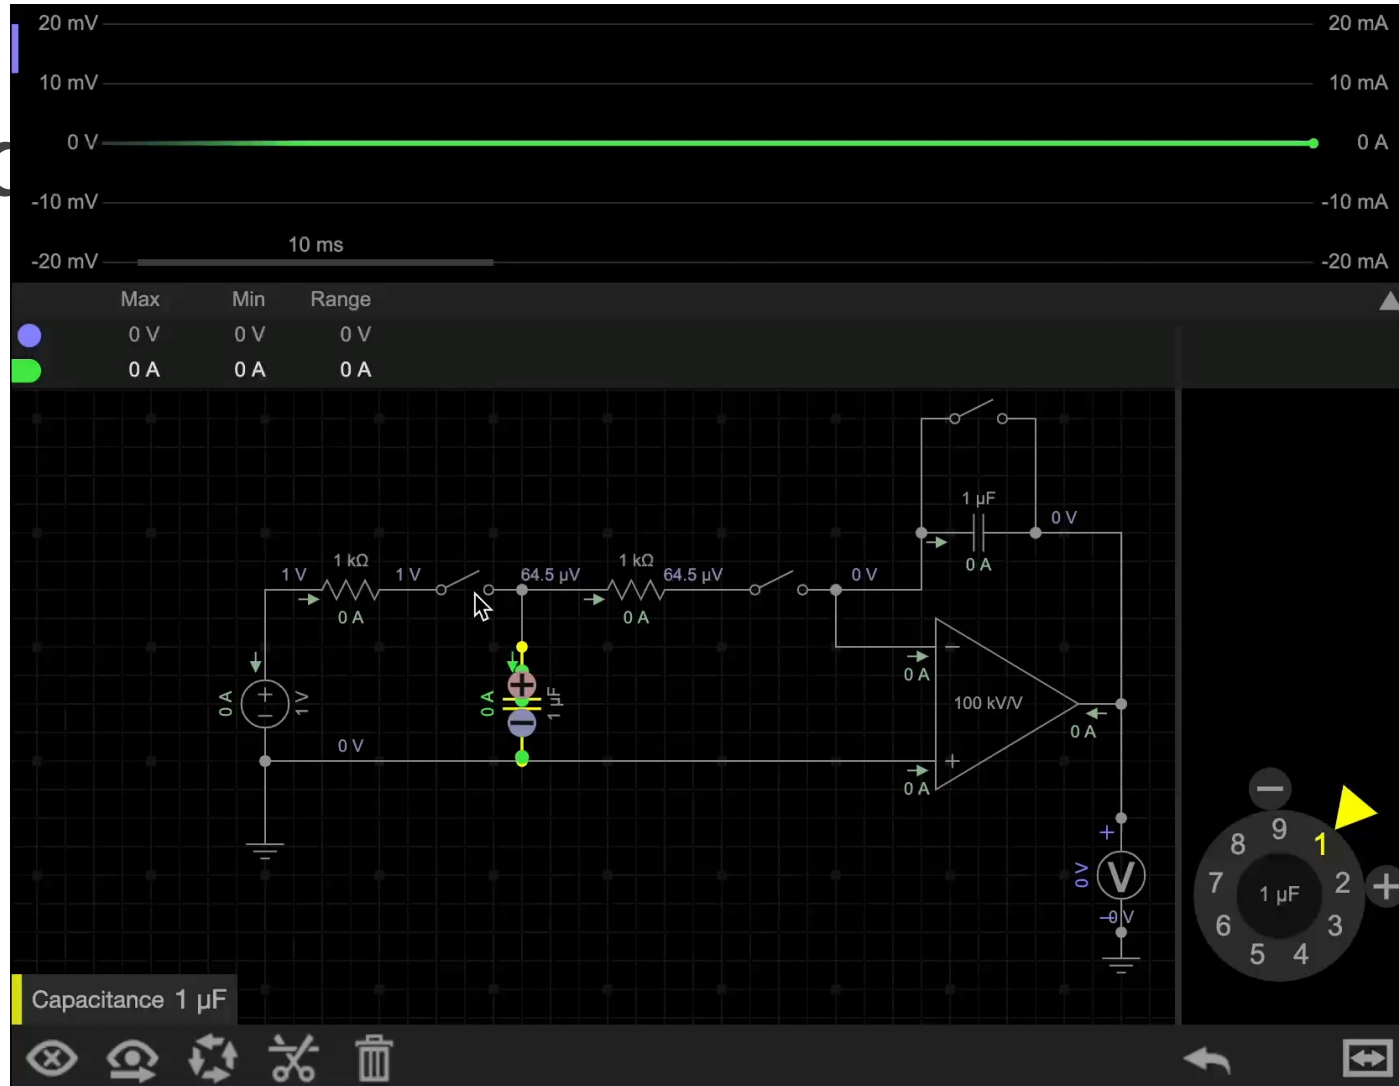 20 mV 20 mA
10 mV 10 mA
0 V 0 A
-10 mV -10 mA
10 ms
-20 mV -20 mA
Max Min Range
0 V 0 V 0 V
0 A 0 A 0 A
1 µF
0 V
0 A
1 kΩ 1 kΩ
1 V 1 V 64.5 µV 64.5 µV 0 V
0 A 0 A
−
0 A
0 A + − 1 V
0 A + − 1 µF
100 kV/V
0 A
0 V
+
0 A
+
0 V V
−0 V
− +
9 1 2 3 4 5 6 7 8
1 µF
Capacitance 1 µF